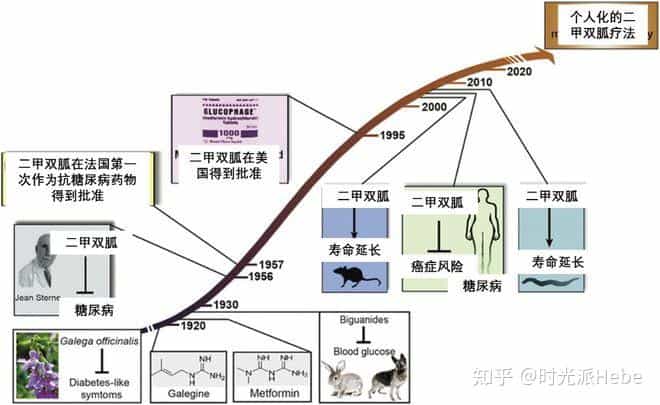 个人化的二
甲双胍疗法
2020
2010
2000
1995
GLUCOPHAGE
1000
二甲双胍在美
国得到批准
二甲双胍在法国第一
次作为抗糖尿病药物
得到批准
二甲双胍
寿命延长
二甲双胍
癌症风险
糖尿病
二甲双胍
寿命延长
二甲双胍
糖尿病
Jean Sterne
1957
1956
1930
1920
Galega officinalis
Diabetes-like
symtoms
NH
N
H
NH₂
Galegine
NH
NH
N
N
H
NH₂
Metformin
Biguanides
Blood glucose
知乎 @时光派Hebe